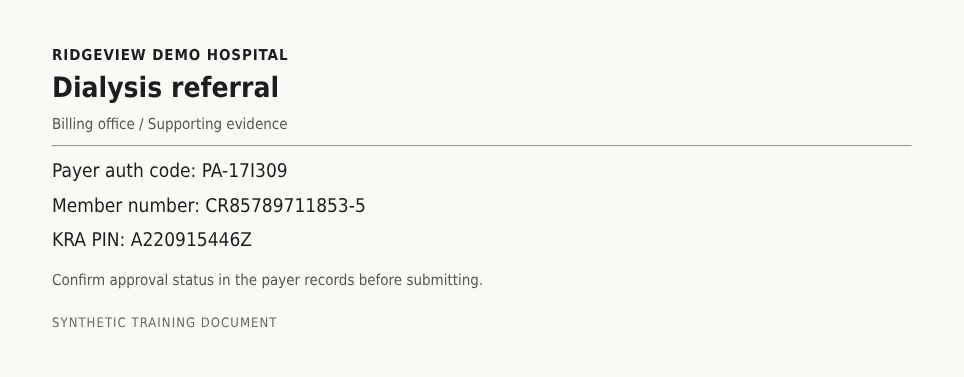 RIDGEVIEW DEMO HOSPITAL
Dialysis referral
Billing office / Supporting evidence
Payer auth code: PA-17I309
Member number: CR85789711853-5
KRA PIN: A220915446Z
Confirm approval status in the payer records before submitting.
SYNTHETIC TRAINING DOCUMENT